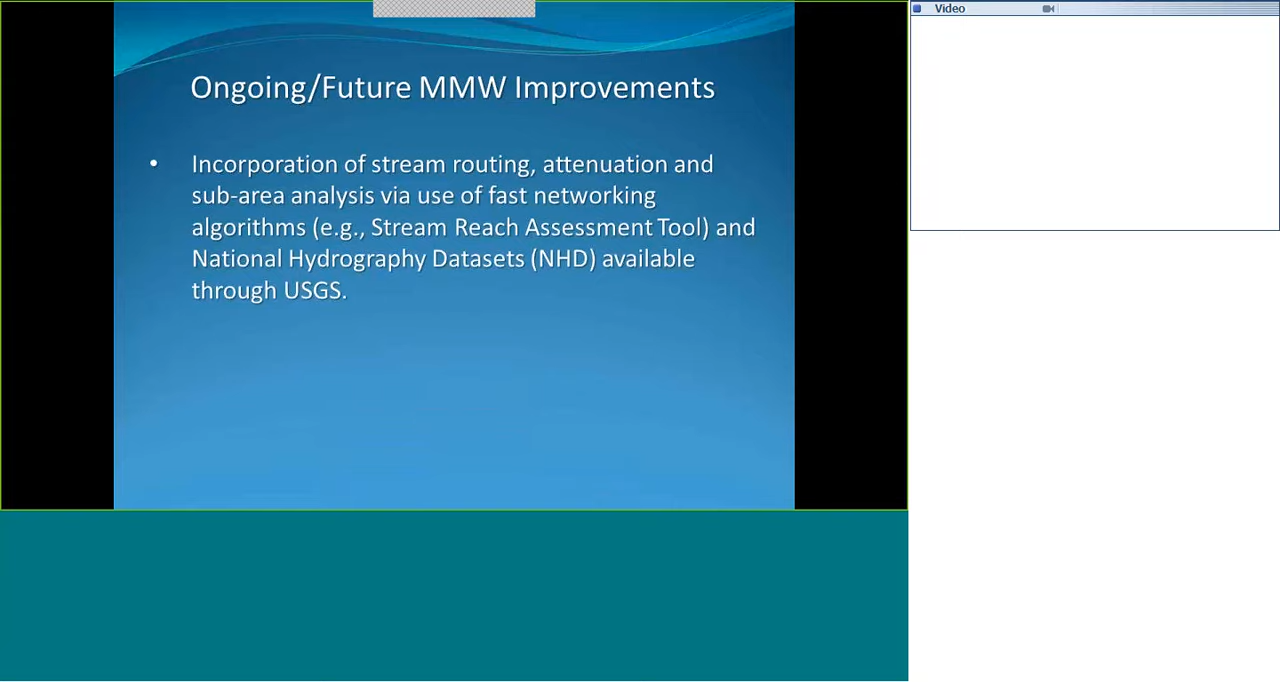 Video
Ongoing/Future MMW Improvements
• Incorporation of stream routing, attenuation and
sub-area analysis via use of fast networking
algorithms (e.g., Stream Reach Assessment Tool) and
National Hydrography Datasets (NHD) available
through USGS.